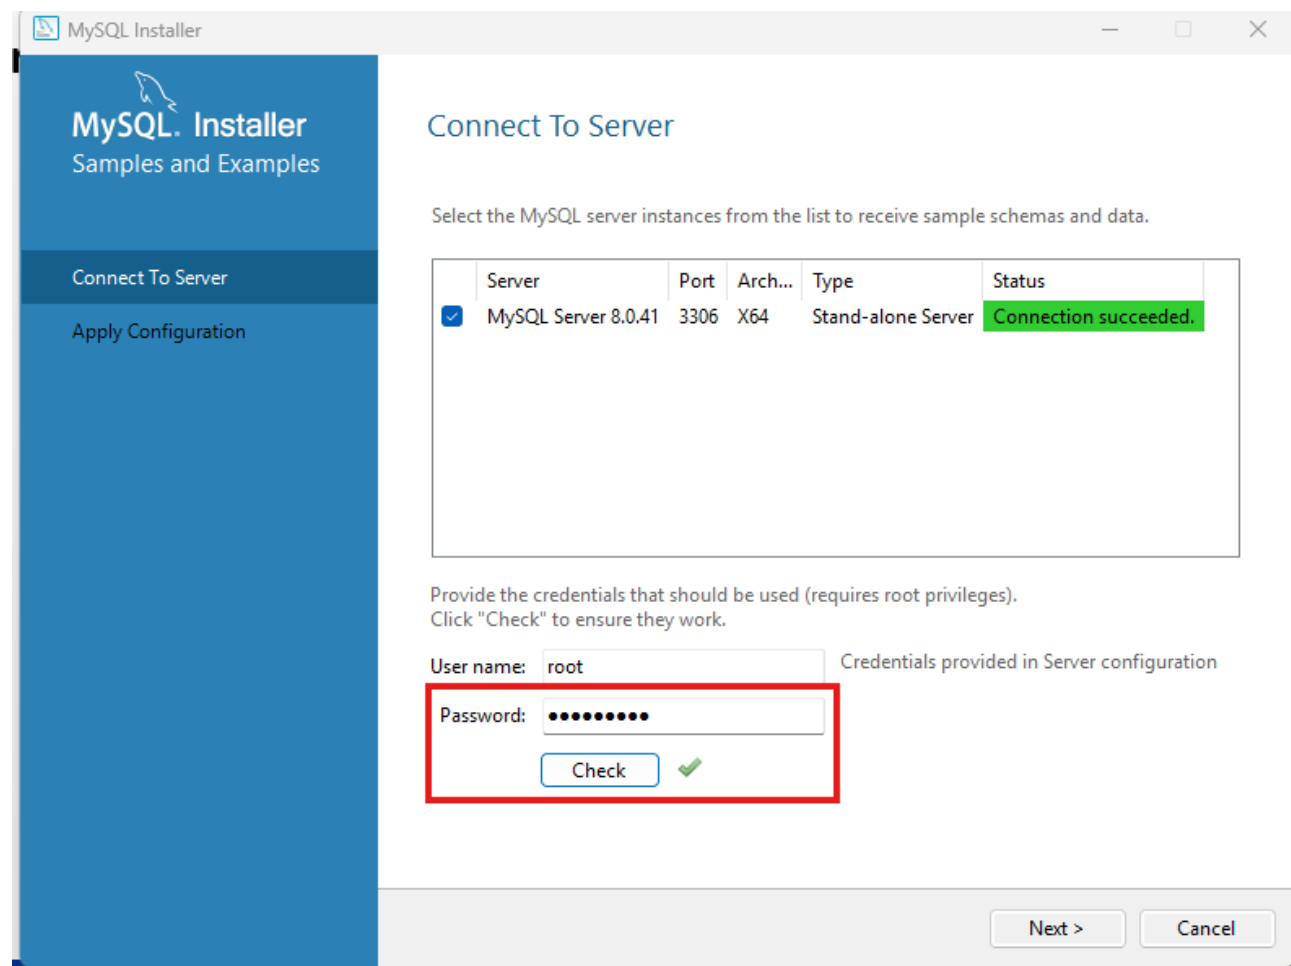 MySQL Installer
MySQL. Installer
Samples and Examples
Connect To Server
Apply Configuration
Connect To Server
Select the MySQL server instances from the list to receive sample schemas and data.
Server Port Arch... Type Status
MySQL Server 8.0.41 3306 X64 Stand-alone Server Connection succeeded.
Provide the credentials that should be used (requires root privileges).
Click "Check" to ensure they work.
User name: root Credentials provided in Server configuration
Password: ●●●●●●●●●
Check
Next > Cancel